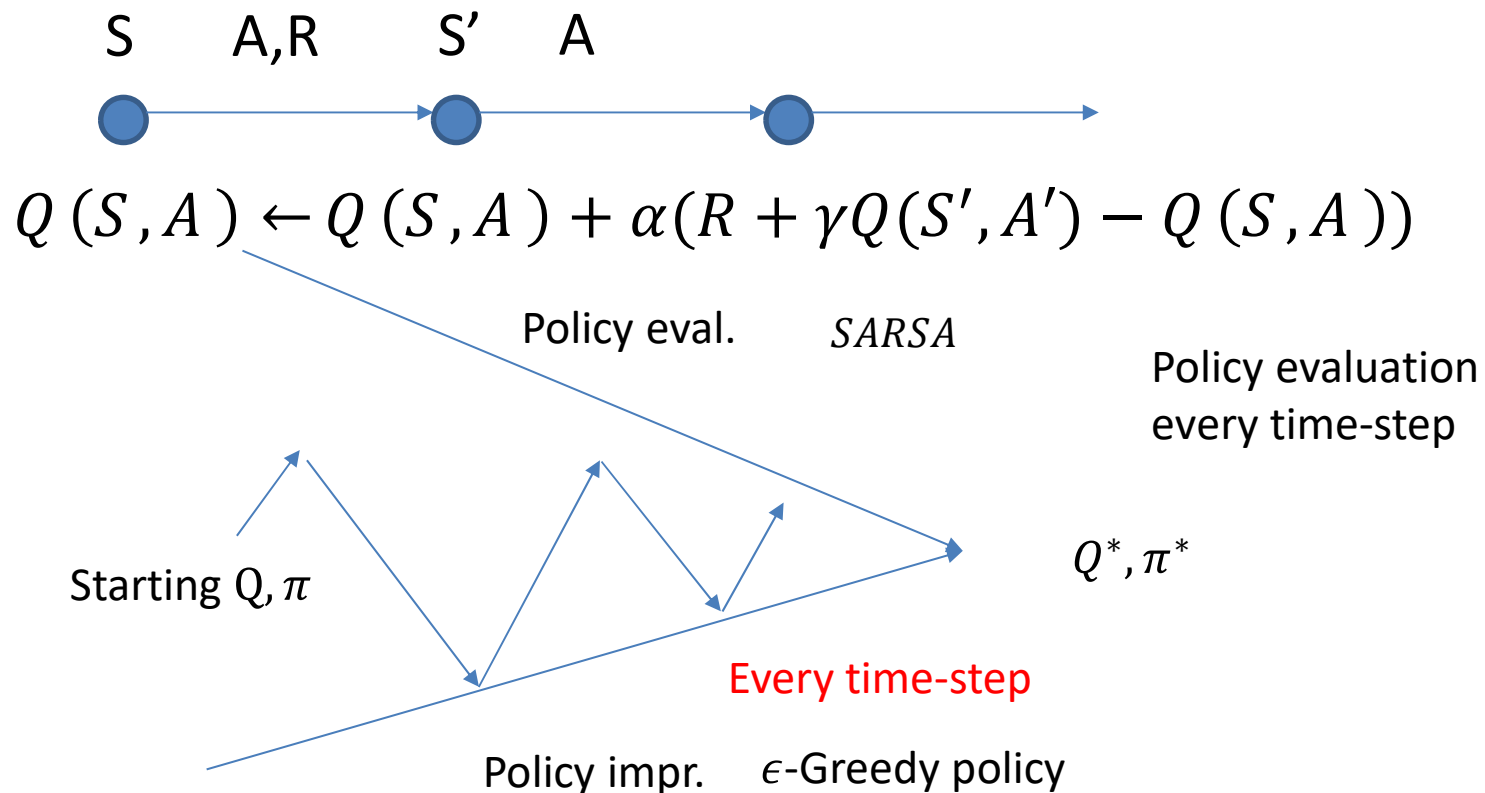 S A,R S’ A
Q (S , A ) ← Q (S , A ) + α(R + γQ(S′, A′) − Q (S , A ))
Policy eval. SARSA
Policy evaluation
every time-step
Starting Q, π
Q*, π*
Every time-step
Policy impr. ϵ-Greedy policy